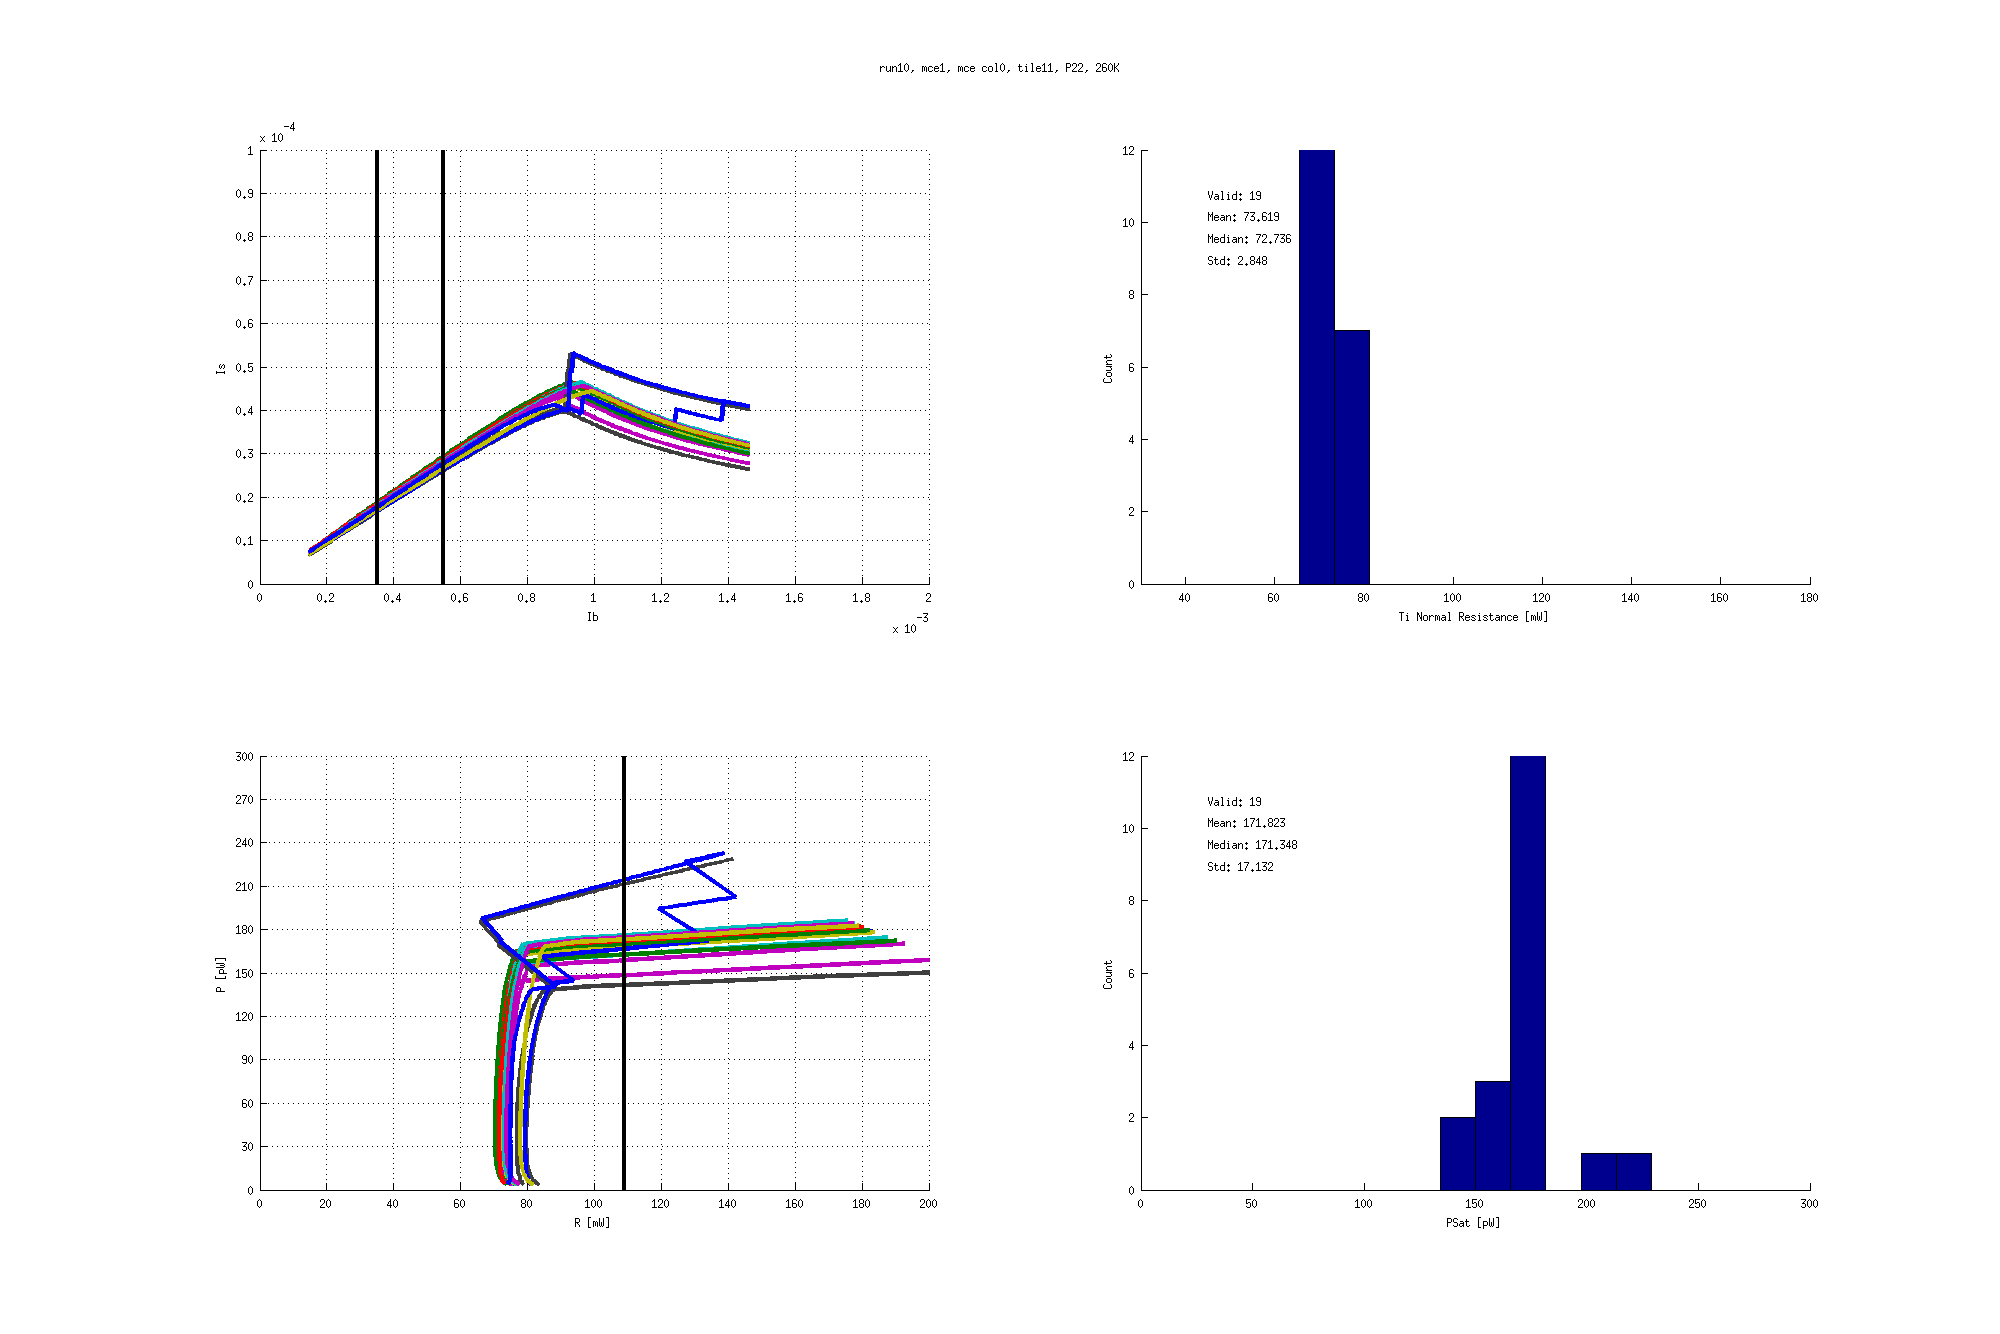 run10, mce1, mce col0, tile11, P22, 260K
x 10
-4
1
0.9
0.8
0.7
0.6
0.5
0.4
0.3
0.2
0.1
0
Is
0 0.2 0.4 0.6 0.8 1 1.2 1.4 1.6 1.8 2
Ib
x 10
-3
12
10
8
6
4
2
0
Count
Valid: 19
Mean: 73.619
Median: 72.736
Std: 2.848
40 60 80 100 120 140 160 180
Ti Normal Resistance [mW]
300
270
240
210
180
150
120
90
60
30
0
P [pW]
0 20 40 60 80 100 120 140 160 180 200
R [mW]
12
10
8
6
4
2
0
Count
Valid: 19
Mean: 171.823
Median: 171.348
Std: 17.132
0 50 100 150 200 250 300
PSat [pW]